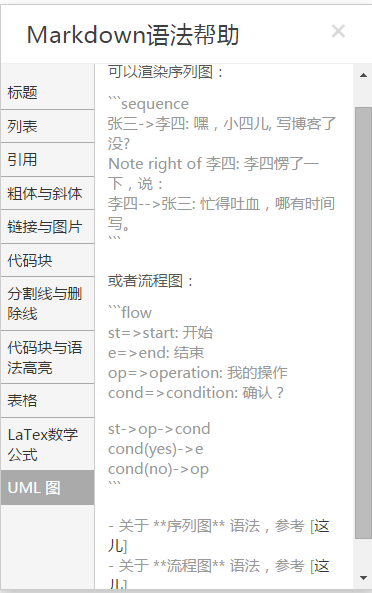 Markdown语法帮助
×
标题
列表
引用
粗体与斜体
链接与图片
代码块
分割线与删
除线
代码块与语
法高亮
表格
LaTex数学
公式
UML 图
可以渲染序列图：
```sequence
张三->李四: 嘿，小四儿, 写博客了
没?
Note right of 李四: 李四愣了一
下，说：
李四-->张三: 忙得吐血，哪有时间
写。
```
或者流程图：
```flow
st=>start: 开始
e=>end: 结束
op=>operation: 我的操作
cond=>condition: 确认？
st->op->cond
cond(yes)->e
cond(no)->op
```
- 关于 **序列图** 语法，参考 [这
儿]
- 关于 **流程图** 语法，参考 [这
儿]